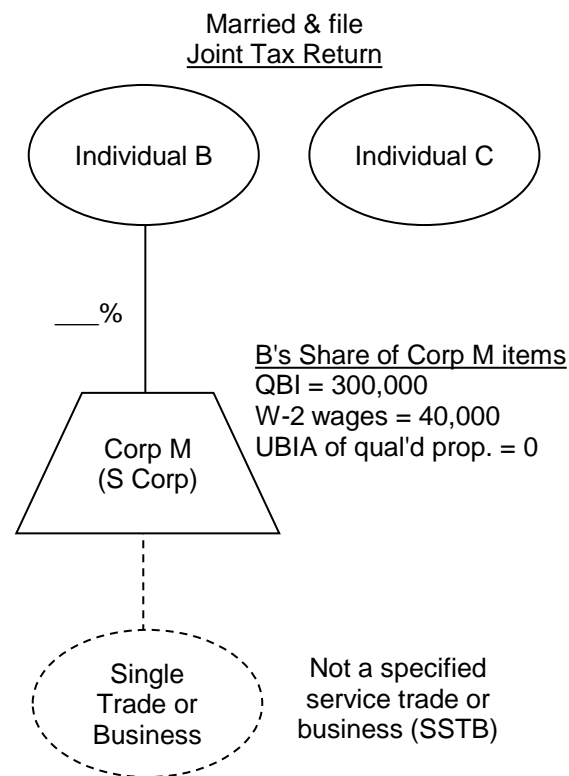 Married & file
Joint Tax Return
Individual B
Individual C
___%
B's Share of Corp M items
QBI = 300,000
W-2 wages = 40,000
UBIA of qual'd prop. = 0
Corp M
(S Corp)
Single
Trade or
Business
Not a specified
service trade or
business (SSTB)